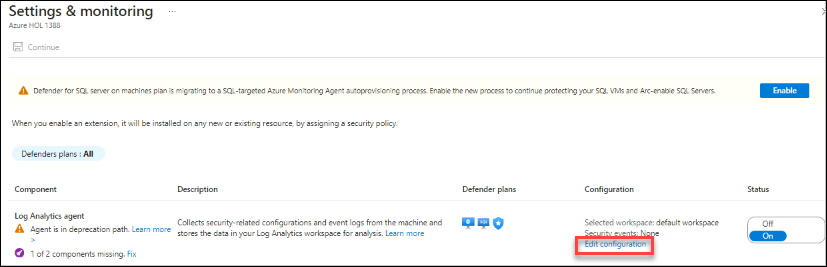 Settings & monitoring ...
Azure HOL 1388
Continue
Defender for SQL server on machines plan is migrating to a SQL-targeted Azure Monitoring Agent autoprovisioning process. Enable the new process to continue protecting your SQL VMs and Arc-enable SQL Servers.
Enable
When you enable an extension, it will be installed on any new or existing resource, by assigning a security policy.
Defenders plans : All
Component Description Defender plans Configuration Status
Log Analytics agent
Agent is in deprecation path. Learn more
>
1 of 2 components missing. Fix
Collects security-related configurations and event logs from the machine and
stores the data in your Log Analytics workspace for analysis. Learn more
SQL
Selected workspace: default workspace
Security events: None
Edit configuration
Off
On